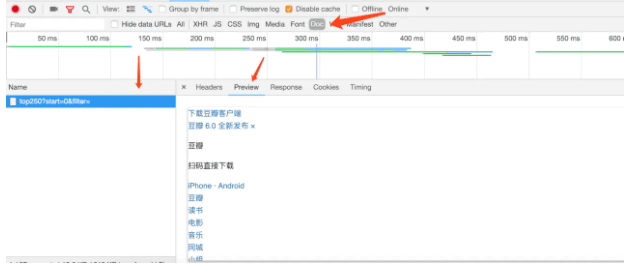 View: Group by frame Preserve log Disable cache Offline Online
Filter Hide data URLs All XHR JS CSS Img Media Font Doc Manifest Other
50 ms 100 ms 150 ms 200 ms 250 ms 300 ms 350 ms 400 ms 450 ms 500 ms 550 ms
Name × Headers Preview Response Cookies Timing
top250?start=0&filter=
下载豆瓣客户端
豆瓣 6.0 全新发布 ×
豆瓣
扫码直接下载
iPhone · Android
豆瓣
读书
电影
音乐
同城
小组